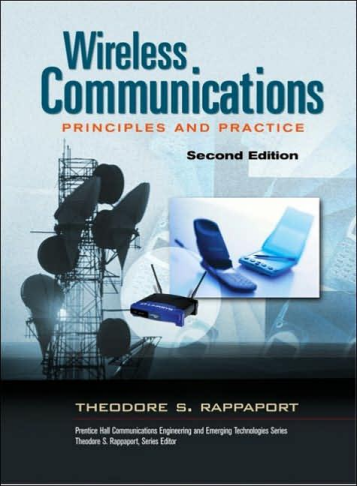 Wireless
Communications
PRINCIPLES AND PRACTICE
Second Edition
THEODORE S. RAPPAPORT
Prentice Hall Communications Engineering and Emerging Technologies Series
Theodore S. Rappaport, Series Editor